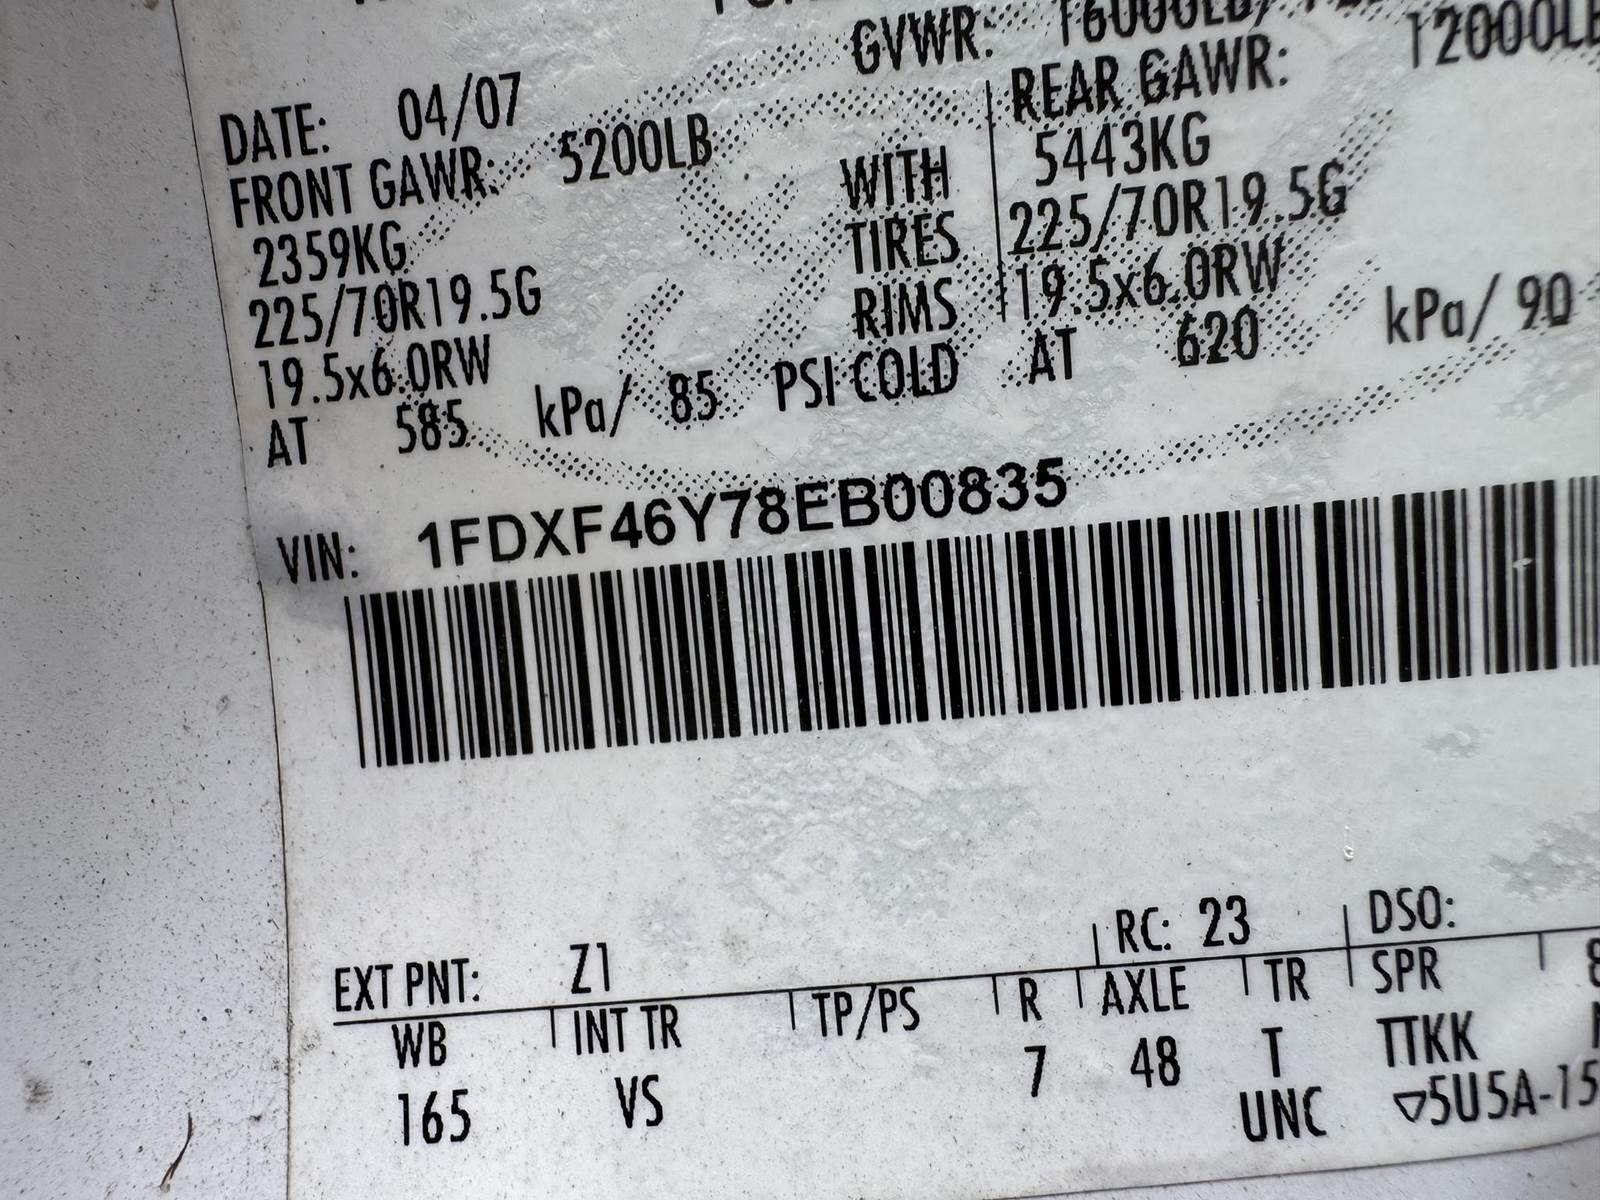 GVWR: 16000LB/
DATE: 04/07
FRONT GAWR: 5200LB REAR GAWR: 12000LB
2359KG WITH 5443KG
225/70R19.5G TIRES 225/70R19.5G
19.5x6.0RW RIMS 19.5x6.0RW
AT 585 kPa/ 85 PSI COLD AT 620 kPa/ 90
VIN: 1FDXF46Y78EB00835
EXT PNT: Z1 RC: 23 DSO:
WB INT TR TP/PS R AXLE TR SPR
165 VS 7 48 T TTKK
UNC ▽5U5A-15